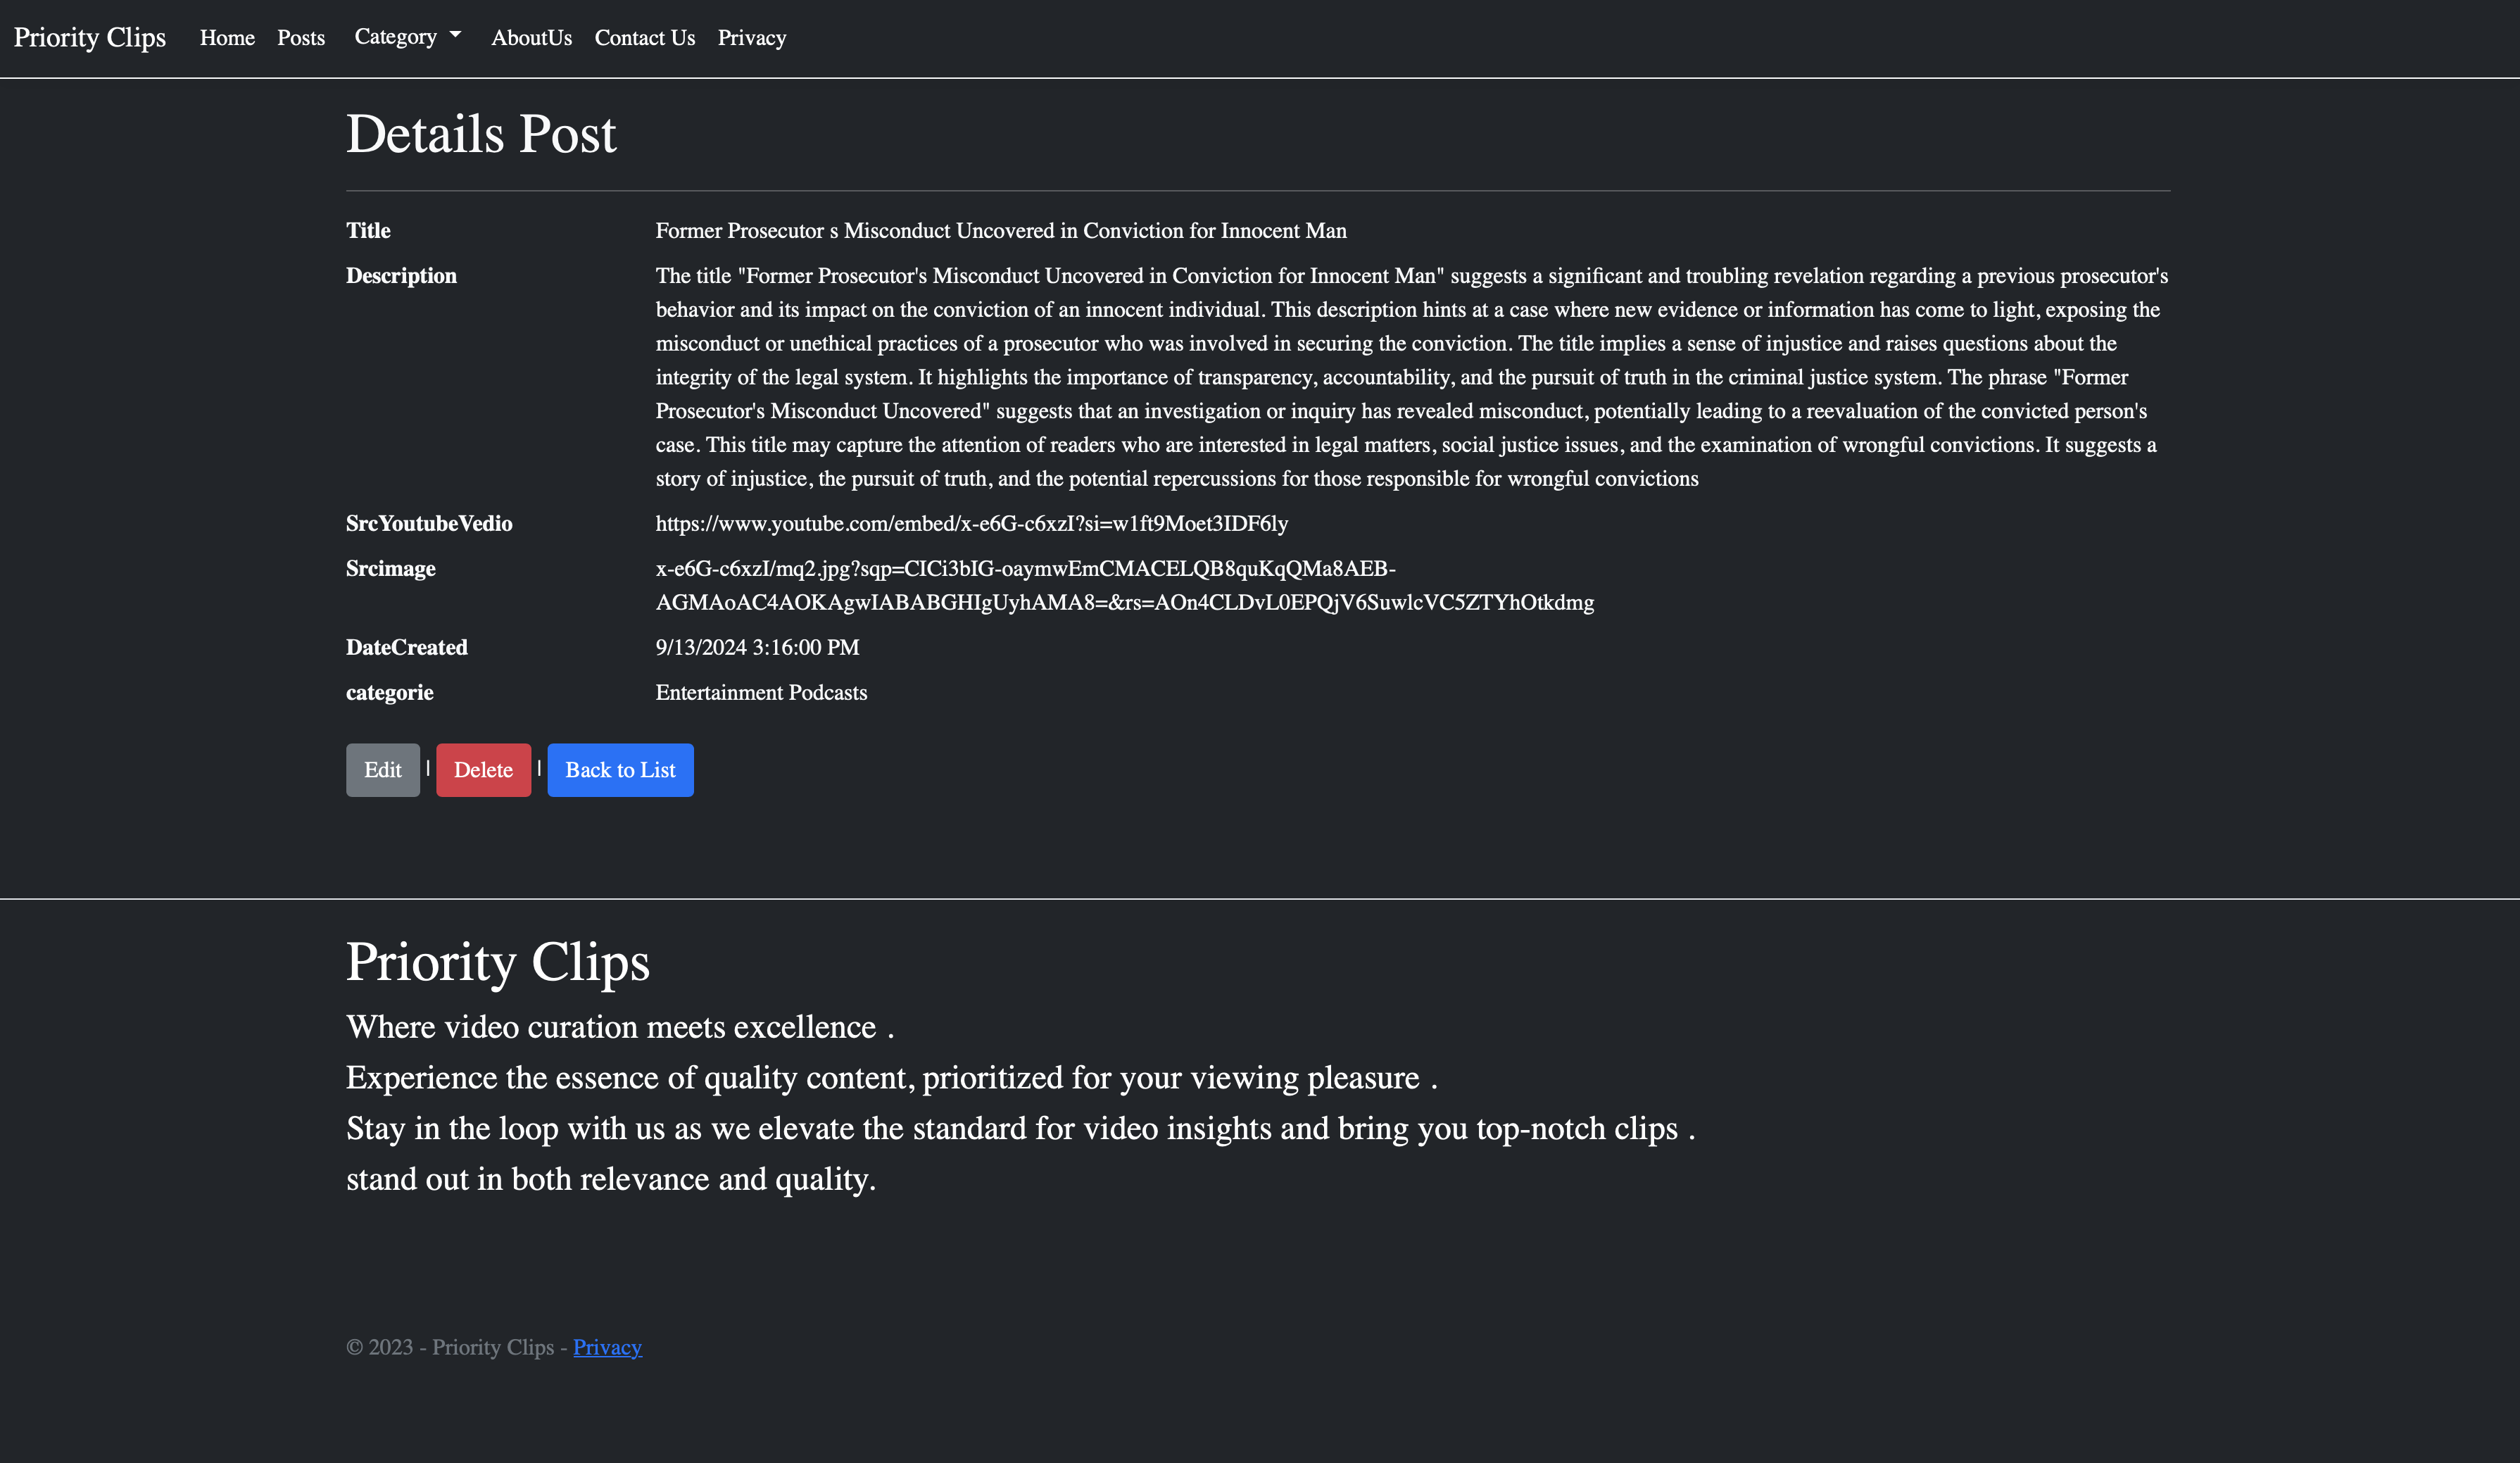 Priority Clips Home Posts Category AboutUs Contact Us Privacy
Details Post
Title Former Prosecutor s Misconduct Uncovered in Conviction for Innocent Man
Description The title "Former Prosecutor's Misconduct Uncovered in Conviction for Innocent Man" suggests a significant and troubling revelation regarding a previous prosecutor's
behavior and its impact on the conviction of an innocent individual. This description hints at a case where new evidence or information has come to light, exposing the
misconduct or unethical practices of a prosecutor who was involved in securing the conviction. The title implies a sense of injustice and raises questions about the
integrity of the legal system. It highlights the importance of transparency, accountability, and the pursuit of truth in the criminal justice system. The phrase "Former
Prosecutor's Misconduct Uncovered" suggests that an investigation or inquiry has revealed misconduct, potentially leading to a reevaluation of the convicted person's
case. This title may capture the attention of readers who are interested in legal matters, social justice issues, and the examination of wrongful convictions. It suggests a
story of injustice, the pursuit of truth, and the potential repercussions for those responsible for wrongful convictions
SrcYoutubeVedio https://www.youtube.com/embed/x-e6G-c6xzI?si=w1ft9Moet3IDF6ly
Srcimage x-e6G-c6xzI/mq2.jpg?sqp=CICi3bIG-oaymwEmCMACELQB8quKqQMa8AEB-
AGMAoAC4AOKAgwIABABGHIgUyhAMA8=&rs=AOn4CLDvL0EPQjV6SuwlcVC5ZTYhOtkdmg
DateCreated 9/13/2024 3:16:00 PM
categorie Entertainment Podcasts
Edit | Delete | Back to List
Priority Clips
Where video curation meets excellence .
Experience the essence of quality content, prioritized for your viewing pleasure .
Stay in the loop with us as we elevate the standard for video insights and bring you top-notch clips .
stand out in both relevance and quality.
© 2023 - Priority Clips - Privacy